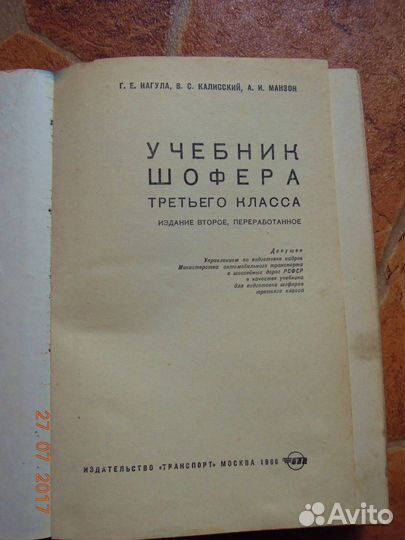 Г. Е. НАГУЛА, В. С. КАЛИССКИЙ, А. И. МАНЗОН
УЧЕБНИК
ШОФЕРА
ТРЕТЬЕГО КЛАССА
ИЗДАНИЕ ВТОРОЕ, ПЕРЕРАБОТАННОЕ
Допущен
Управлением по подготовке кадров
Министерства автомобильного транспорта
и шоссейных дорог РСФСР
в качестве учебника
для подготовки шоферов
третьего класса
ИЗДАТЕЛЬСТВО «ТРАНСПОРТ» МОСКВА 1966
27.07.2017
Avito